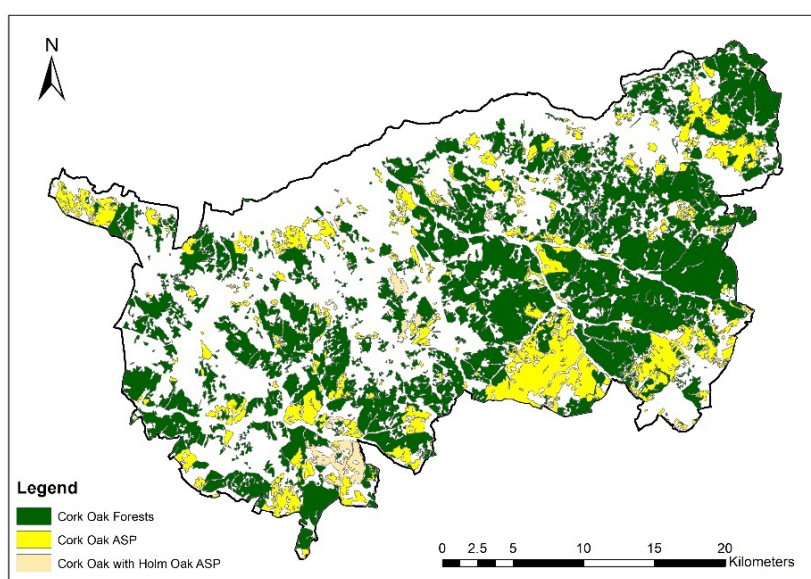 N
Legend
Cork Oak Forests
Cork Oak ASP
Cork Oak with Holm Oak ASP
0 2.5 5 10 15 20
Kilometers